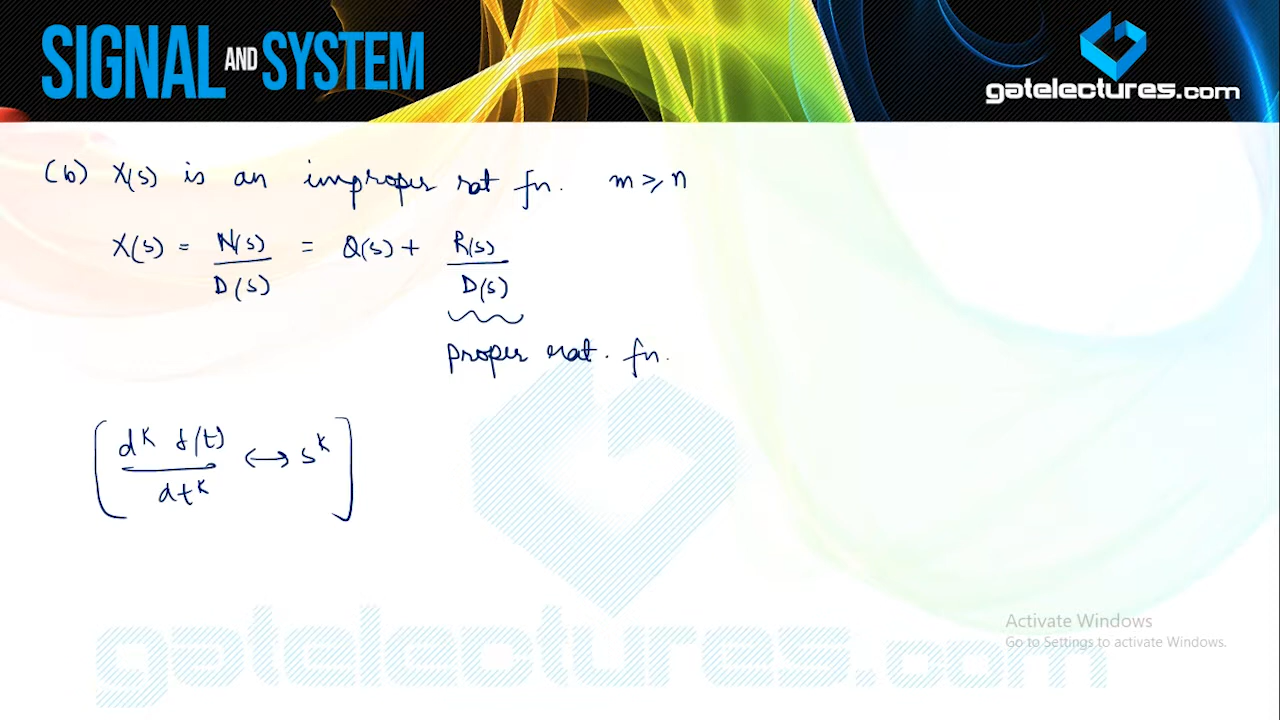 SIGNAL AND SYSTEM
gatelectures.com
(b) X(s) is an improper rat fn. m ≥ n
X(s) = N(s)/D(s) = Q(s) + R(s)/D(s)
proper rat. fn.
[d^k δ(t)/dt^k ↔ s^k]
Activate Windows
Go to Settings to activate Windows.
gatelectures.com